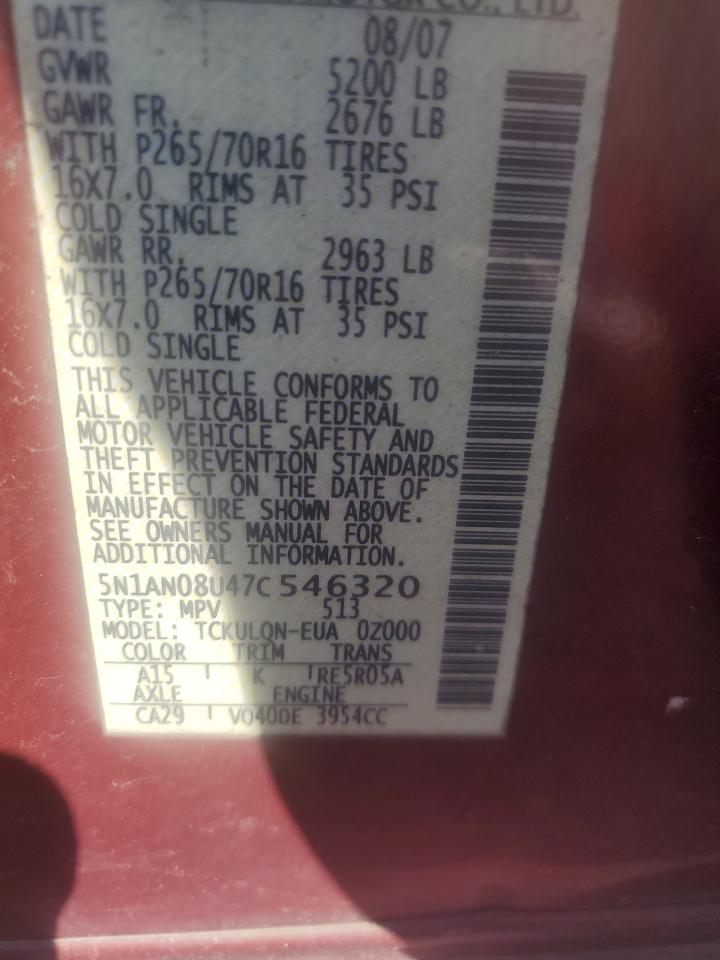 CO., LTD.
DATE 08/07
GVWR 5200 LB
GAWR FR. 2676 LB
WITH P265/70R16 TIRES
16X7.0 RIMS AT 35 PSI
COLD SINGLE
GAWR RR. 2963 LB
WITH P265/70R16 TIRES
16X7.0 RIMS AT 35 PSI
COLD SINGLE
THIS VEHICLE CONFORMS TO
ALL APPLICABLE FEDERAL
MOTOR VEHICLE SAFETY AND
THEFT PREVENTION STANDARDS
IN EFFECT ON THE DATE OF
MANUFACTURE SHOWN ABOVE.
SEE OWNERS MANUAL FOR
ADDITIONAL INFORMATION.
5N1AN08U47C546320
TYPE: MPV 513
MODEL: TCKULQN-EUA 0Z000
COLOR TRIM TRANS
A15 K RE5R05A
AXLE ENGINE
CA29 VQ40DE 3954CC